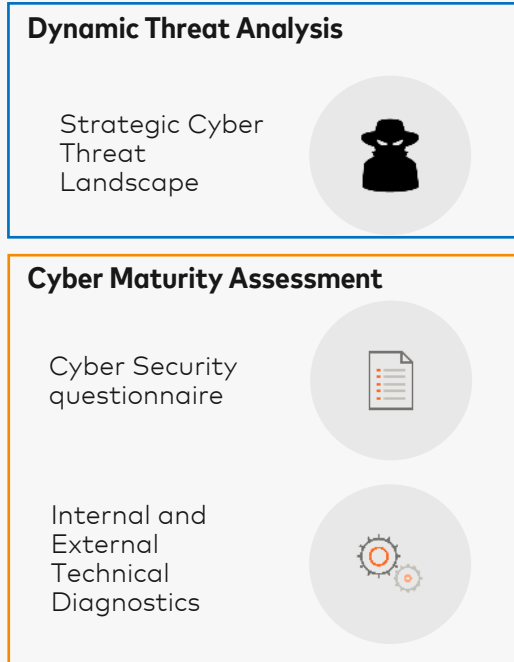 Dynamic Threat Analysis
Strategic Cyber
Threat
Landscape
Cyber Maturity Assessment
Cyber Security
questionnaire
Internal and
External
Technical
Diagnostics